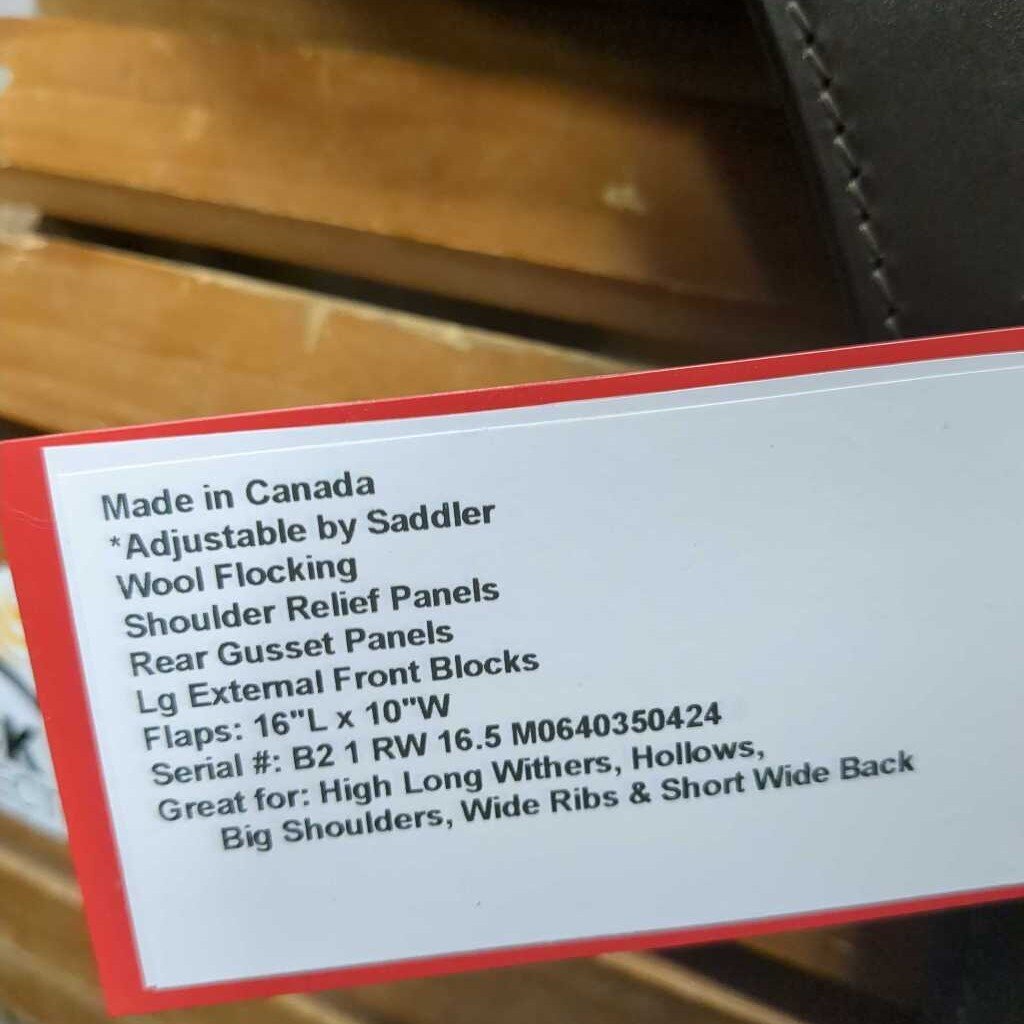 Made in Canada
*Adjustable by Saddler
Wool Flocking
Shoulder Relief Panels
Rear Gusset Panels
Lg External Front Blocks
Flaps: 16"L x 10"W
Serial #: B2 1 RW 16.5 M0640350424
Great for: High Long Withers, Hollows,
Big Shoulders, Wide Ribs & Short Wide Back